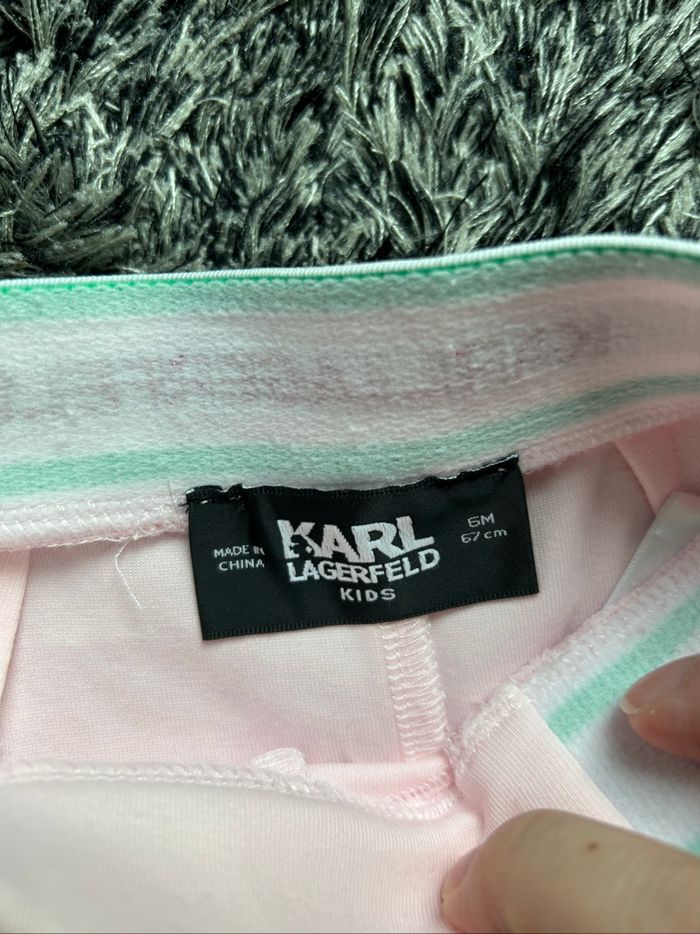 MADE IN
CHINA
KARL
LAGERFELD
KIDS
6M
67 cm